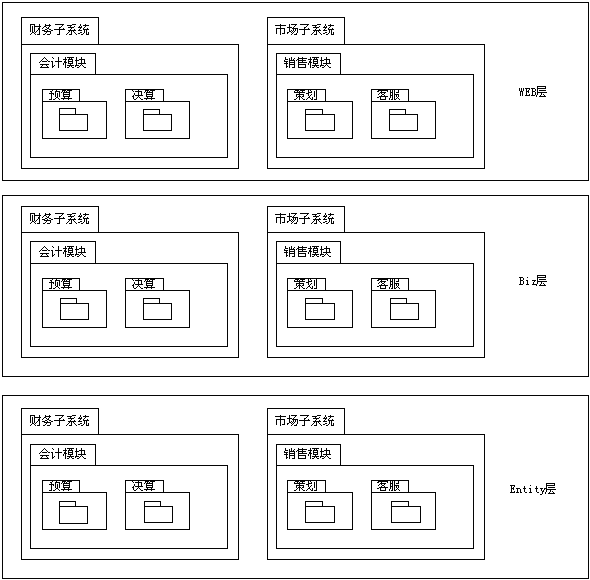 财务子系统
市场子系统
会计模块
销售模块
预算
决算
策划
客服
WEB层
财务子系统
市场子系统
会计模块
销售模块
预算
决算
策划
客服
Biz层
财务子系统
市场子系统
会计模块
销售模块
预算
决算
策划
客服
Entity层